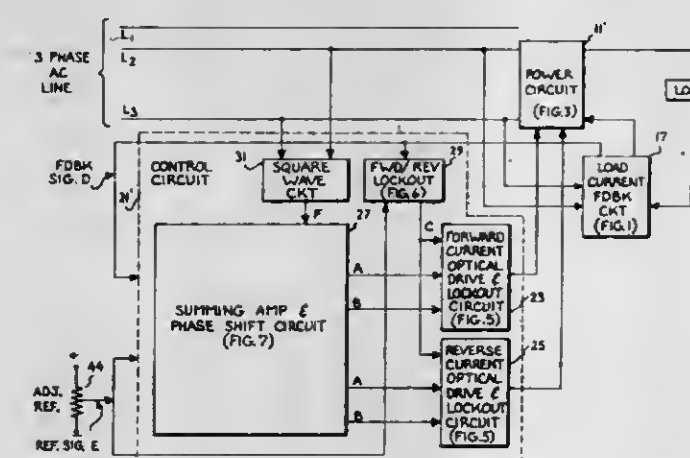 L1
3 PHASE
AC
LINE
L2
L3
11'
POWER
CIRCUIT
(FIG.3)
LO
17
LOAD
CURRENT
FDBK
CKT
(FIG.1)
FDBK
SIG. D
CONTROL
CIRCUIT
31
SQUARE
WAVE
CKT
29
FWD/REV
LOCKOUT
(FIG.6)
F
27
C
SUMMING AMP &
PHASE SHIFT CIRCUIT
(FIG.7)
A
B
A
B
FORWARD
CURRENT
OPTICAL
DRIVE &
LOCKOUT
CIRCUIT
(FIG.5)
23
REVERSE
CURRENT
OPTICAL
DRIVE &
LOCKOUT
CIRCUIT
(FIG.5)
25
44
ADJ.
REF.
REF. SIG. E